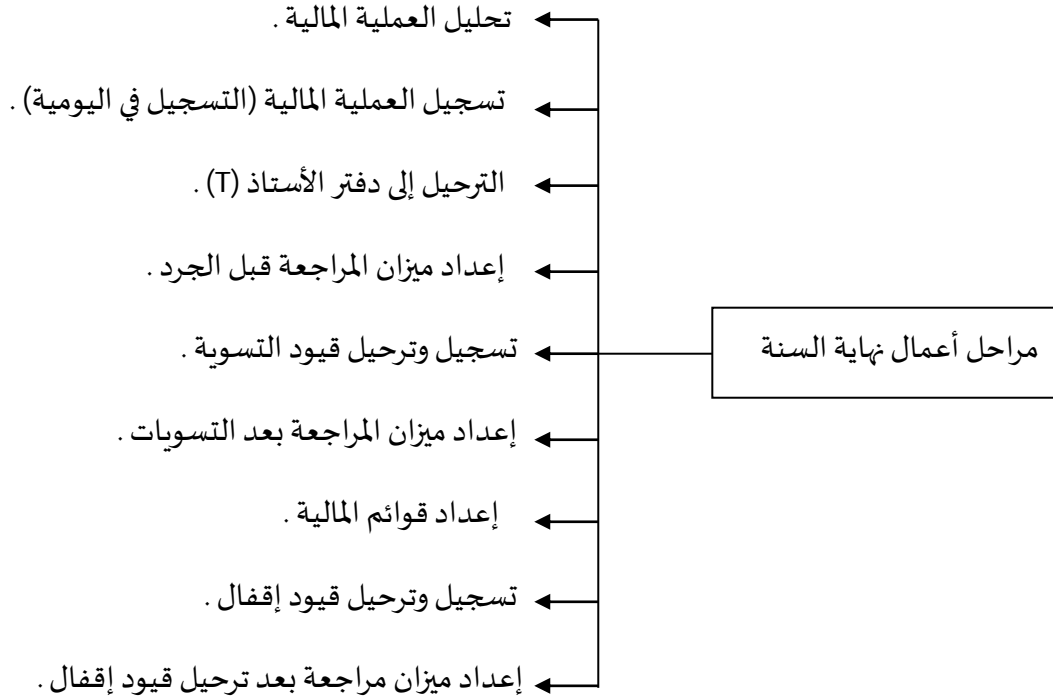 تحليل العملية المالية .
تسجيل العملية المالية (التسجيل في اليومية) .
الترحيل إلى دفتر الأستاذ (T) .
إعداد ميزان المراجعة قبل الجرد .
مراحل أعمال نهاية السنة
تسجيل وترحيل قيود التسوية .
إعداد ميزان المراجعة بعد التسويات .
إعداد قوائم المالية .
تسجيل وترحيل قيود إقفال .
إعداد ميزان مراجعة بعد ترحيل قيود إقفال .